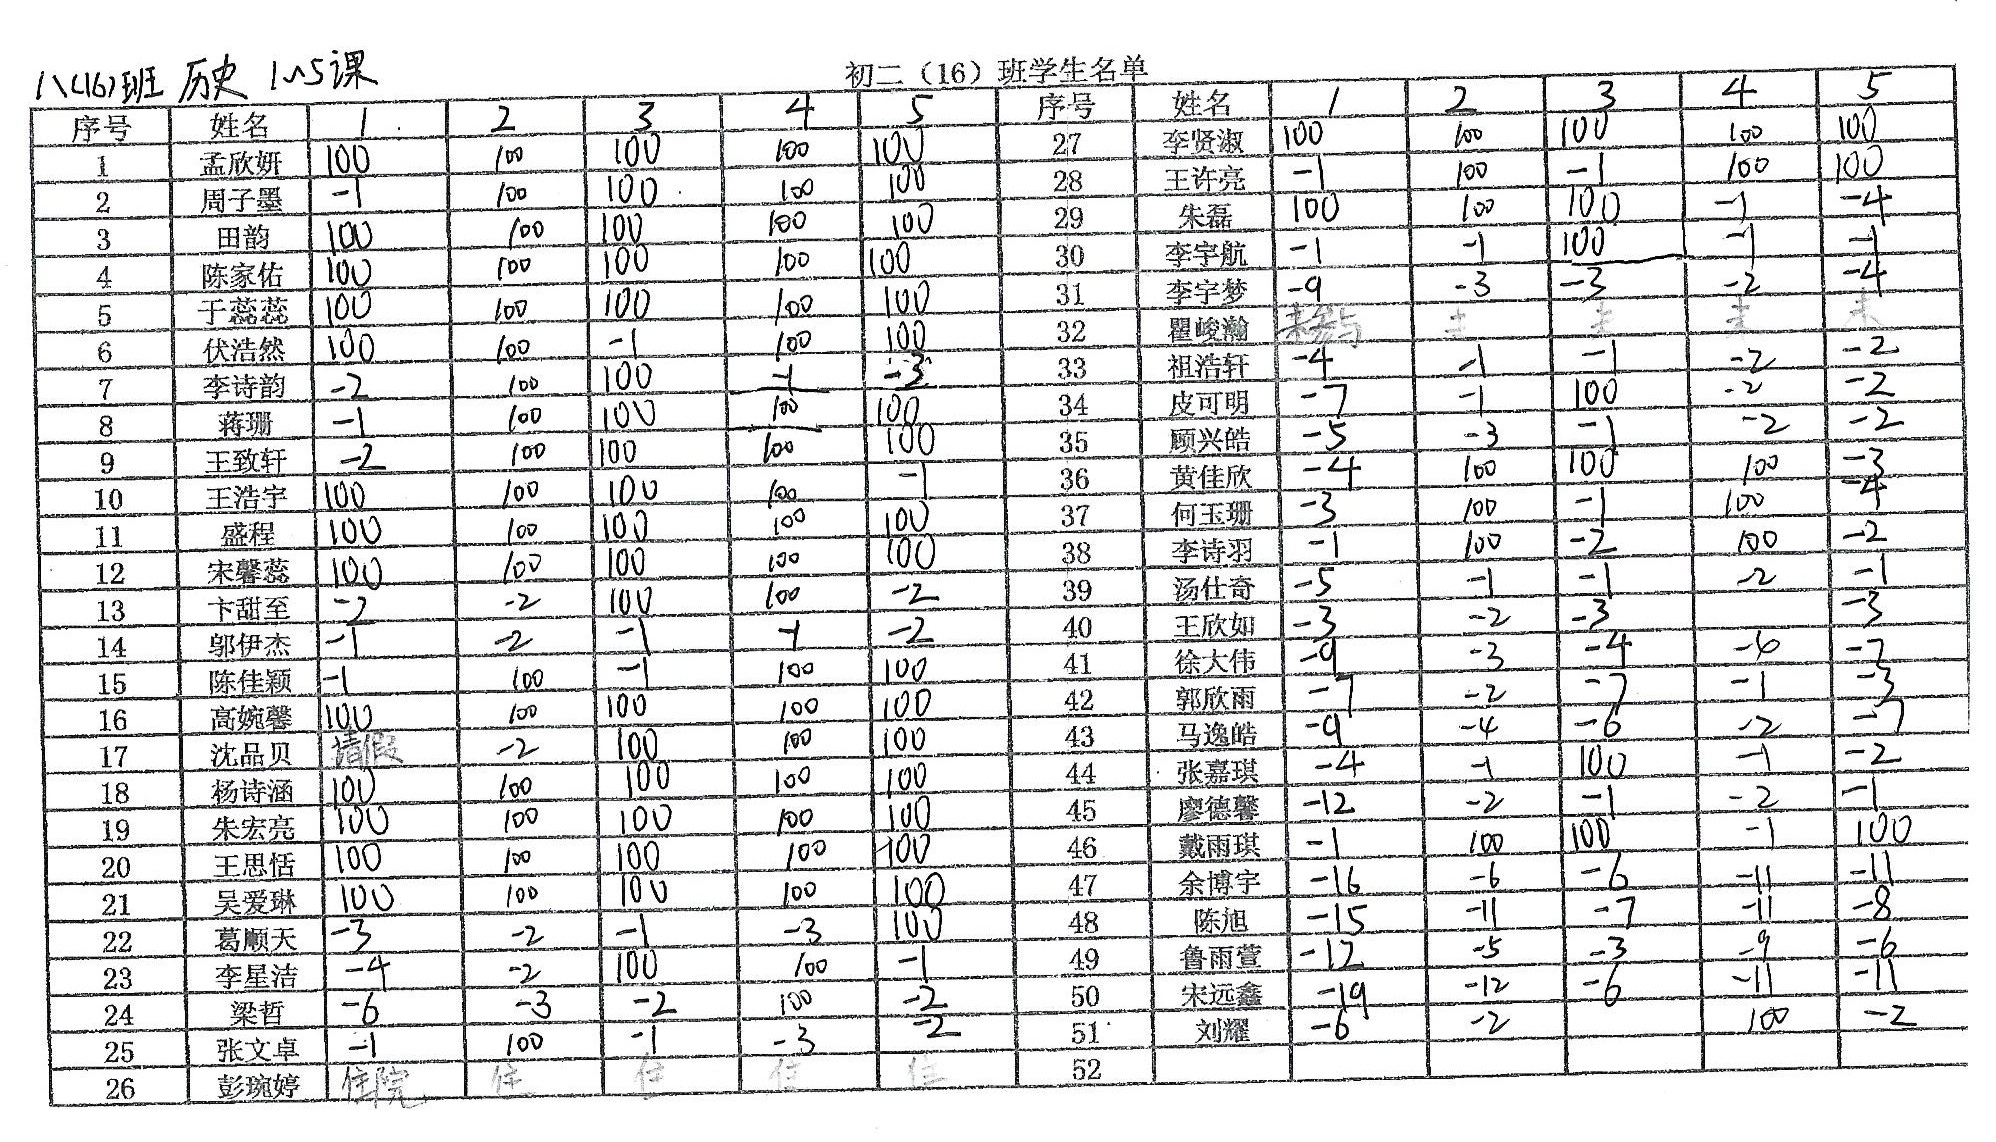 八(16)班 历史 1~5课
初二（16）班学生名单
序号 姓名 1 2 3 4 5 序号 姓名 1 2 3 4 5
1 孟欣妍 100 100 100 100 100 27 李贤淑 100 100 100 100 100
2 周子墨 -1 100 100 100 100 28 王许亮 -1 100 -1 100 100
3 田韵 100 100 100 100 100 29 朱磊 100 100 100 -1 -4
4 陈家佑 100 100 100 100 100 30 李宇航 -1 -1 100 -1 -1
5 于蕊蕊 100 100 100 100 100 31 李宇梦 -9 -3 -3 -2 -4
6 伏浩然 100 100 -1 100 100 32 瞿峻瀚 未参与 未 未 未 未
7 李诗韵 -2 100 100 -1 -3 33 祖浩轩 -4 -1 -1 -2 -2
8 蒋珊 -1 100 100 100 100 34 皮可明 -7 -1 100 -2 -2
9 王致轩 -2 100 100 100 100 35 顾兴皓 -5 -3 -1 -2 -2
10 王浩宇 100 100 100 100 -1 36 黄佳欣 -4 100 100 100 -3
11 盛程 100 100 100 100 100 37 何玉珊 -3 100 -1 100 -4
12 宋馨蕊 100 100 100 100 100 38 李诗羽 -1 100 -2 100 -2
13 卞甜至 -2 -2 100 100 -2 39 汤仕奇 -5 -1 -1 -2 -1
14 邬伊杰 -1 -2 -1 -1 -2 40 王欣如 -3 -2 -3 -3
15 陈佳颖 -1 100 -1 100 100 41 徐大伟 -9 -3 -4 -6 -7
16 高婉馨 100 100 100 100 100 42 郭欣雨 -7 -2 -7 -1 -3
17 沈品贝 请假 -2 100 100 100 43 马逸皓 -9 -4 -6 -2 -7
18 杨诗涵 100 100 100 100 100 44 张嘉琪 -4 -1 100 -1 -2
19 朱宏亮 100 100 100 100 100 45 廖德馨 -12 -2 -1 -2 -1
20 王思恬 100 100 100 100 100 46 戴雨琪 -1 100 100 -1 100
21 吴爱琳 100 100 100 100 100 47 余博宇 -16 -6 -6 -11 -11
22 葛顺天 -3 -2 -1 -3 100 48 陈旭 -15 -11 -7 -11 -8
23 李星洁 -4 -2 100 100 -1 49 鲁雨萱 -12 -5 -3 -9 -6
24 梁哲 -6 -3 -2 100 -2 50 宋远鑫 -19 -12 -6 -11 -11
25 张文卓 -1 100 -1 -3 -2 51 刘耀 -6 -2 100 -2
26 彭琬婷 住院 住 住 住 住 52